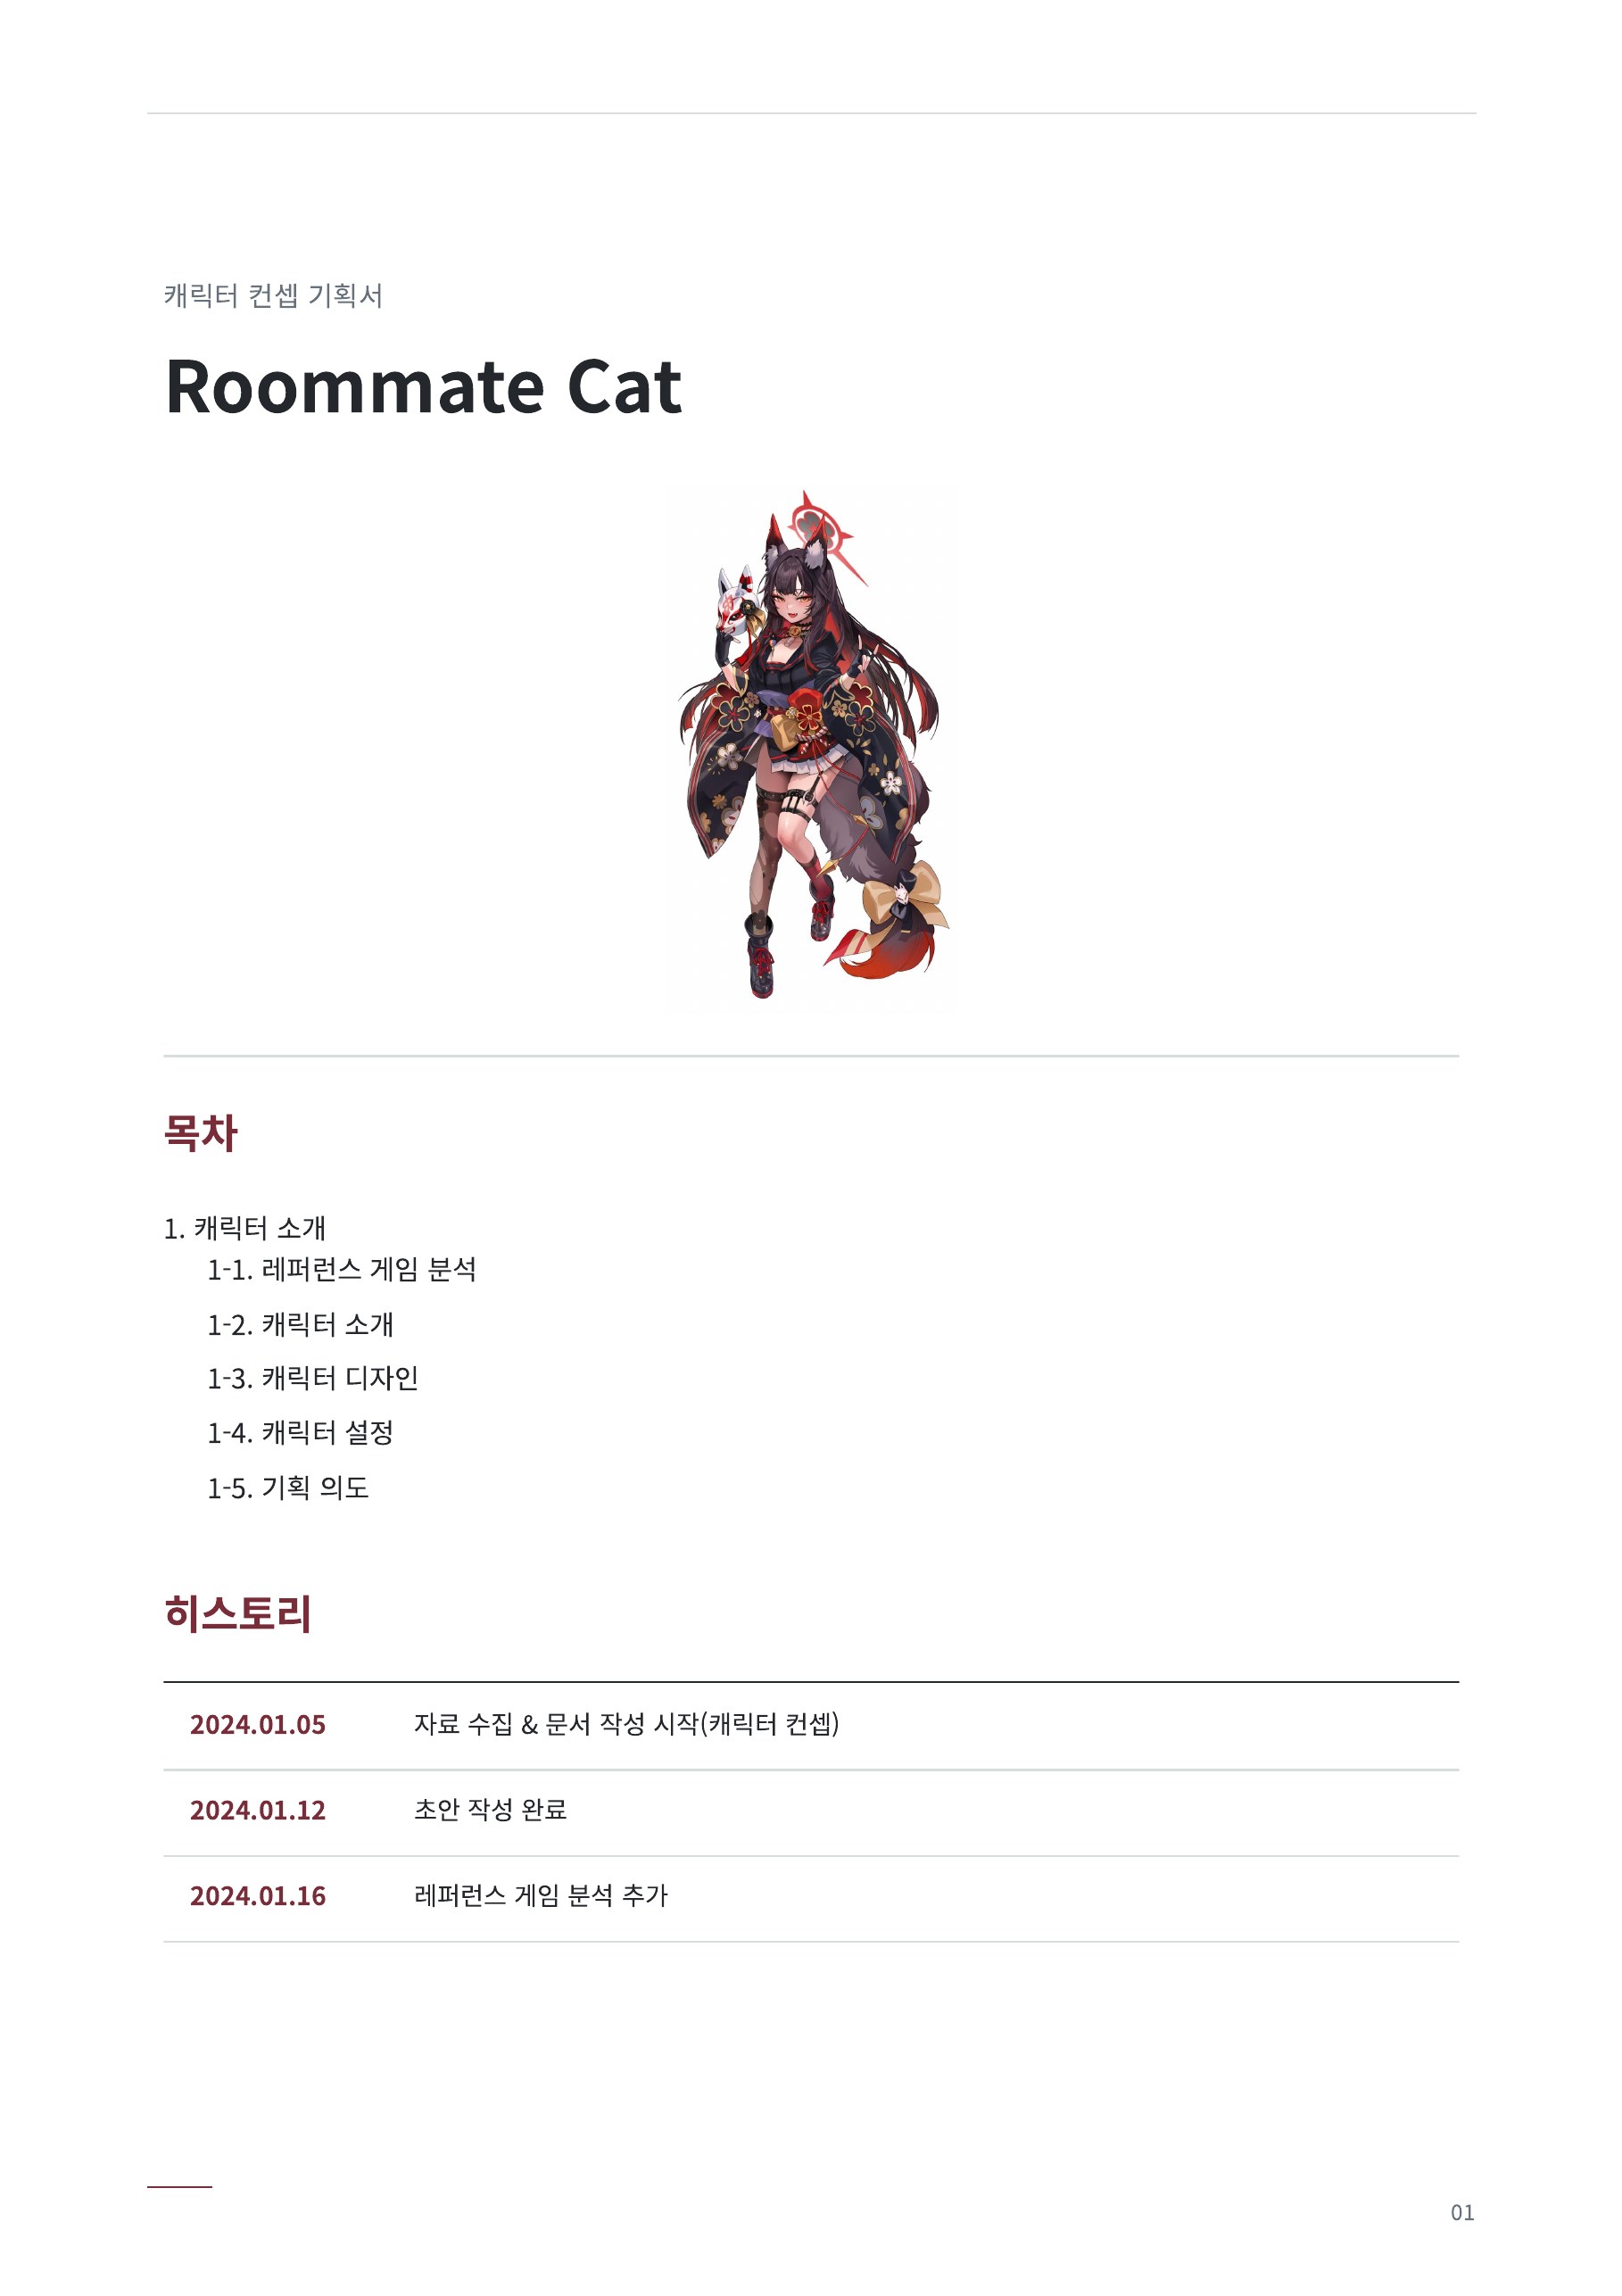 캐릭터 컨셉 기획서
Roommate Cat
목차
1. 캐릭터 소개
1-1. 레퍼런스 게임 분석
1-2. 캐릭터 소개
1-3. 캐릭터 디자인
1-4. 캐릭터 설정
1-5. 기획 의도
히스토리
2024.01.05 자료 수집 & 문서 작성 시작(캐릭터 컨셉)
2024.01.12 초안 작성 완료
2024.01.16 레퍼런스 게임 분석 추가
01